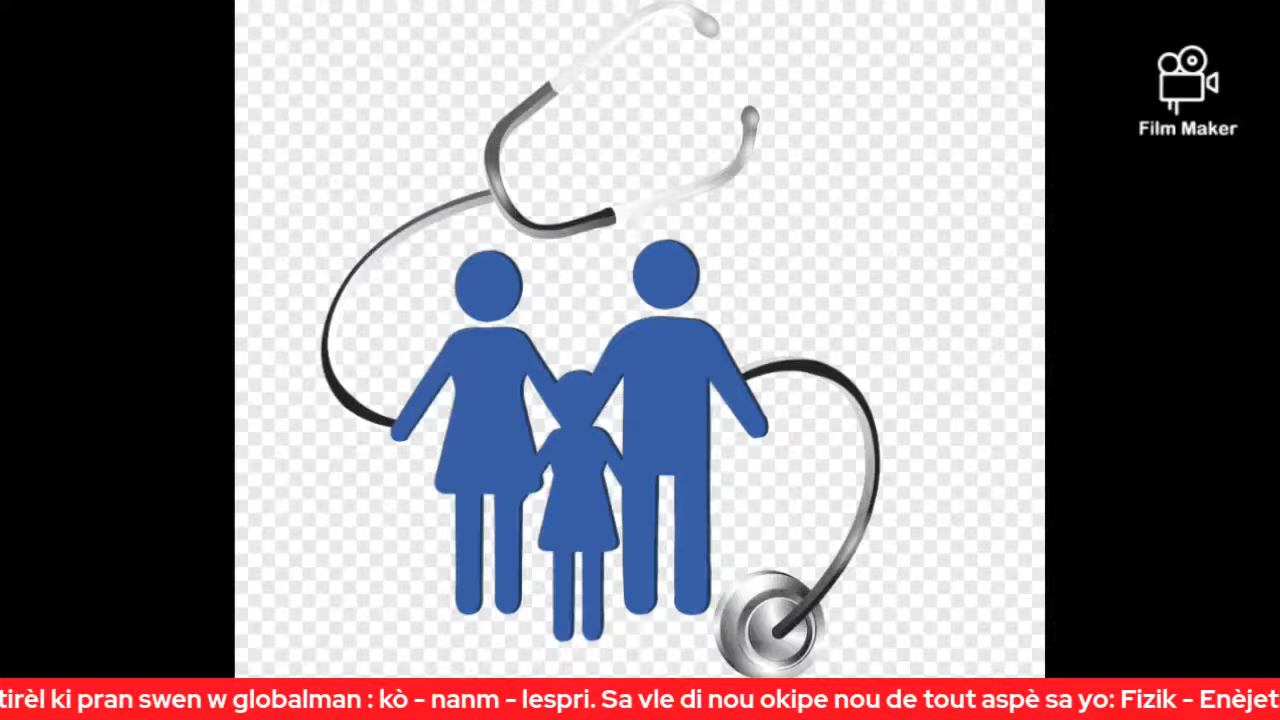 Film Maker
tirèl ki pran swen w globalman : kò - nanm - lespri. Sa vle di nou okipe nou de tout aspè sa yo: Fizik - Enèjet